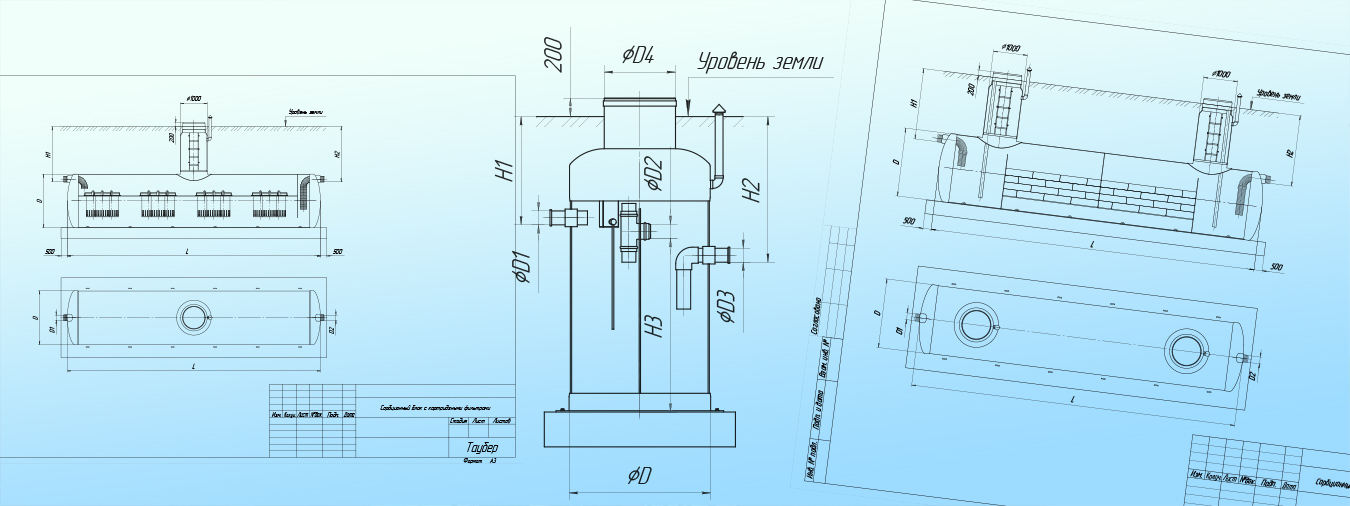 ϕ1000
Уровень земли
200
H1
H2
D
500
L
500
D
D1
D2
L
Изм. Кол.уч. Лист №док. Подп. Дата
Сорбционный блок с картриджными фильтрами
Стадия Лист Листов
Таубер
Формат А3
200
ϕD4
Уровень земли
H1
ϕD2
H2
ϕD1
H3
ϕD3
ϕD
ϕ1000
ϕ1000
Уровень земли
200
H1
H2
D
500
L
500
D
D1
D2
L
Согласовано
Взам. инв. №
Подп. и дата
Инв. № подл.
Изм. Кол.уч. Лист №док. Подп. Дата
Сорбционны